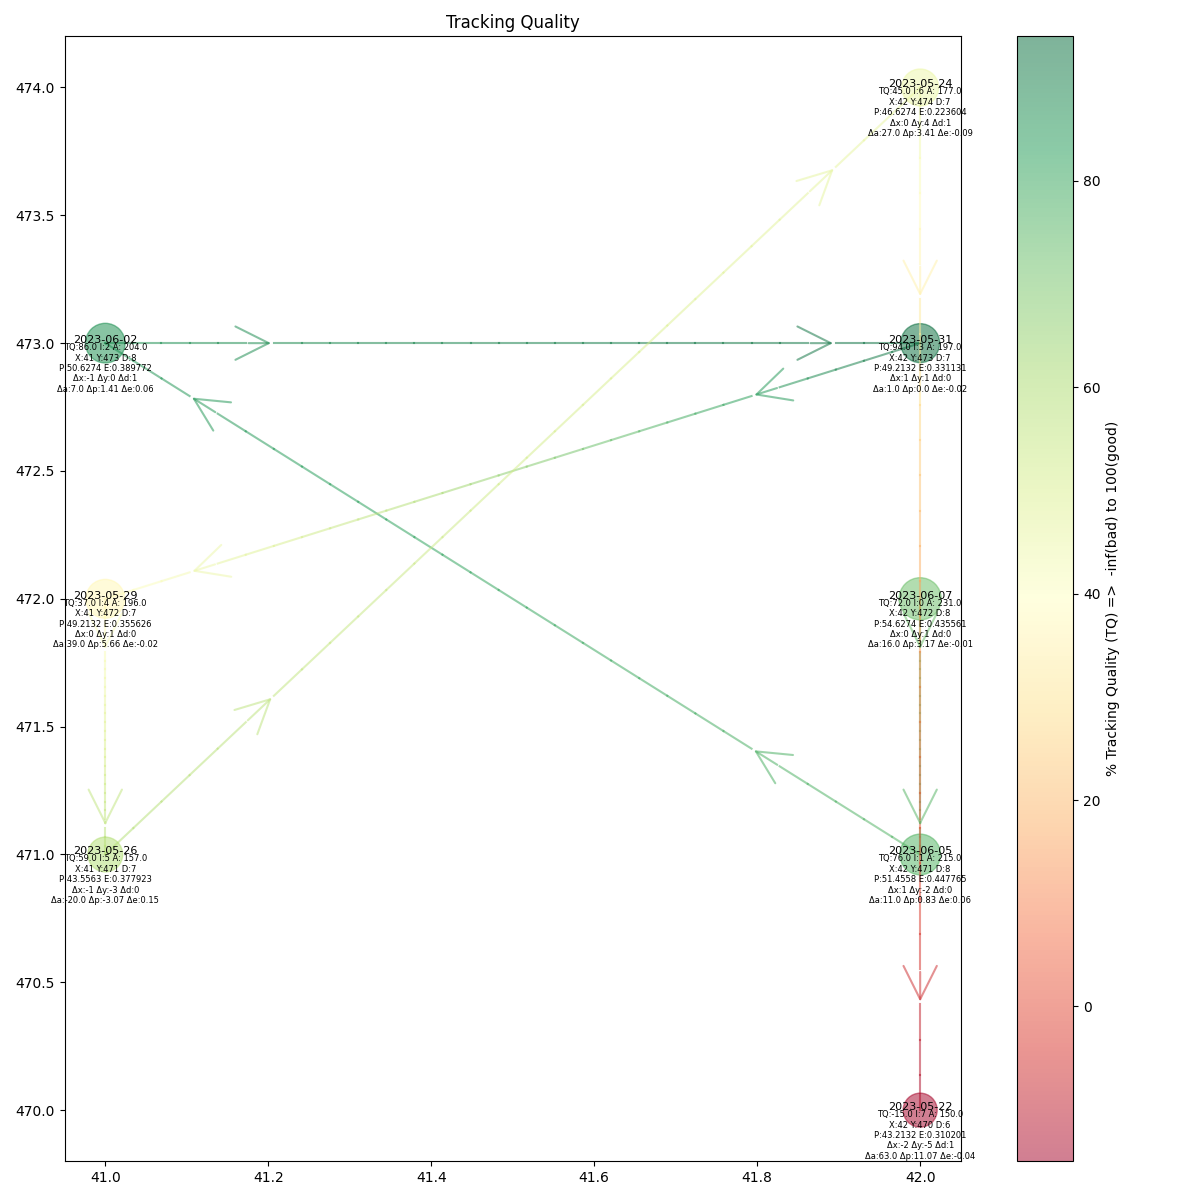 Tracking Quality
474.0
473.5
473.0
472.5
472.0
471.5
471.0
470.5
470.0
41.0
41.2
41.4
41.6
41.8
42.0
2023-05-24
TQ:45.0 I:6 A: 177.0
X:42 Y:474 D:7
P:46.6274 E:0.223604
Δx:0 Δy:4 Δd:1
Δa:27.0 Δp:3.41 Δe:-0.09
2023-06-02
TQ:86.0 I:2 A: 204.0
X:41 Y:473 D:8
P:50.6274 E:0.389772
Δx:-1 Δy:0 Δd:1
Δa:7.0 Δp:1.41 Δe:0.06
2023-05-31
TQ:94.0 I:3 A: 197.0
X:42 Y:473 D:7
P:49.2132 E:0.331131
Δx:1 Δy:1 Δd:0
Δa:1.0 Δp:0.0 Δe:-0.02
2023-05-29
TQ:37.0 I:4 A: 196.0
X:41 Y:472 D:7
P:49.2132 E:0.355626
Δx:0 Δy:1 Δd:0
Δa:39.0 Δp:5.66 Δe:-0.02
2023-06-07
TQ:72.0 I:0 A: 231.0
X:42 Y:472 D:8
P:54.6274 E:0.435561
Δx:0 Δy:1 Δd:0
Δa:16.0 Δp:3.17 Δe:-0.01
2023-05-26
TQ:59.0 I:5 A: 157.0
X:41 Y:471 D:7
P:43.5563 E:0.377923
Δx:-1 Δy:-3 Δd:0
Δa:-20.0 Δp:-3.07 Δe:0.15
2023-06-05
TQ:76.0 I:1 A: 215.0
X:42 Y:471 D:8
P:51.4558 E:0.447765
Δx:1 Δy:-2 Δd:0
Δa:11.0 Δp:0.83 Δe:0.06
2023-05-22
TQ:-15.0 I:7 A: 150.0
X:42 Y:470 D:6
P:43.2132 E:0.310201
Δx:-2 Δy:-5 Δd:1
Δa:63.0 Δp:11.07 Δe:-0.04
80
60
40
20
0
% Tracking Quality (TQ) => -inf(bad) to 100(good)